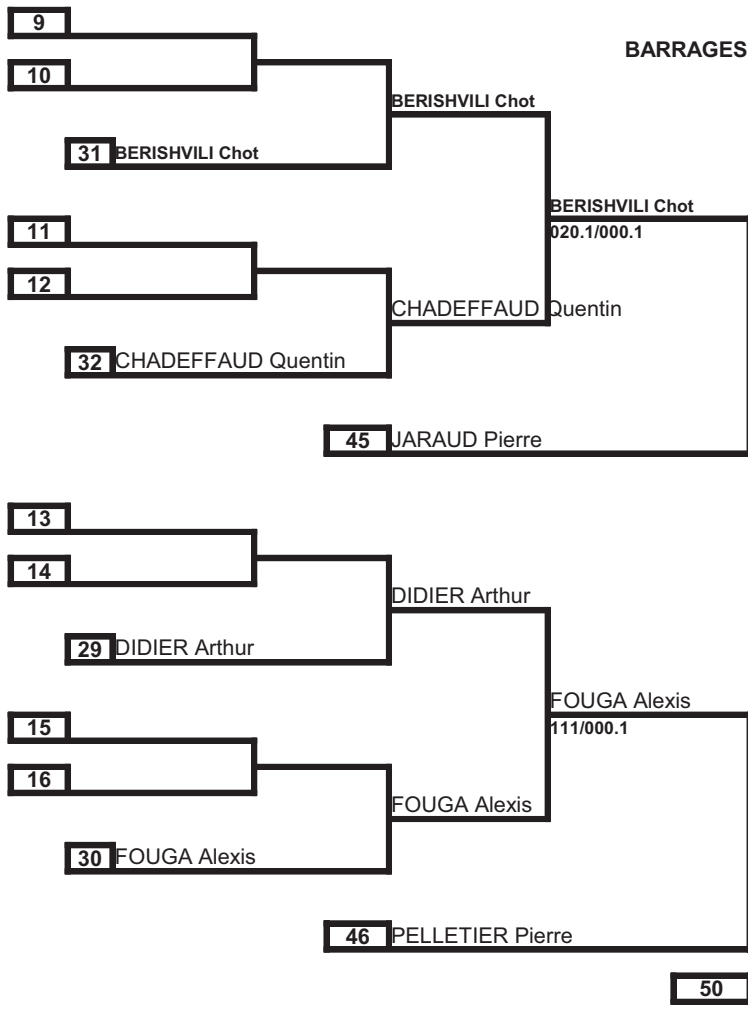 9
BARRAGES
10
BERISHVILI Chot
31 BERISHVILI Chot
BERISHVILI Chot
11
020.1/000.1
12
CHADEFFAUD Quentin
32 CHADEFFAUD Quentin
45 JARAUD Pierre
13
14
DIDIER Arthur
29 DIDIER Arthur
FOUGA Alexis
15
111/000.1
16
FOUGA Alexis
30 FOUGA Alexis
46 PELLETIER Pierre
50